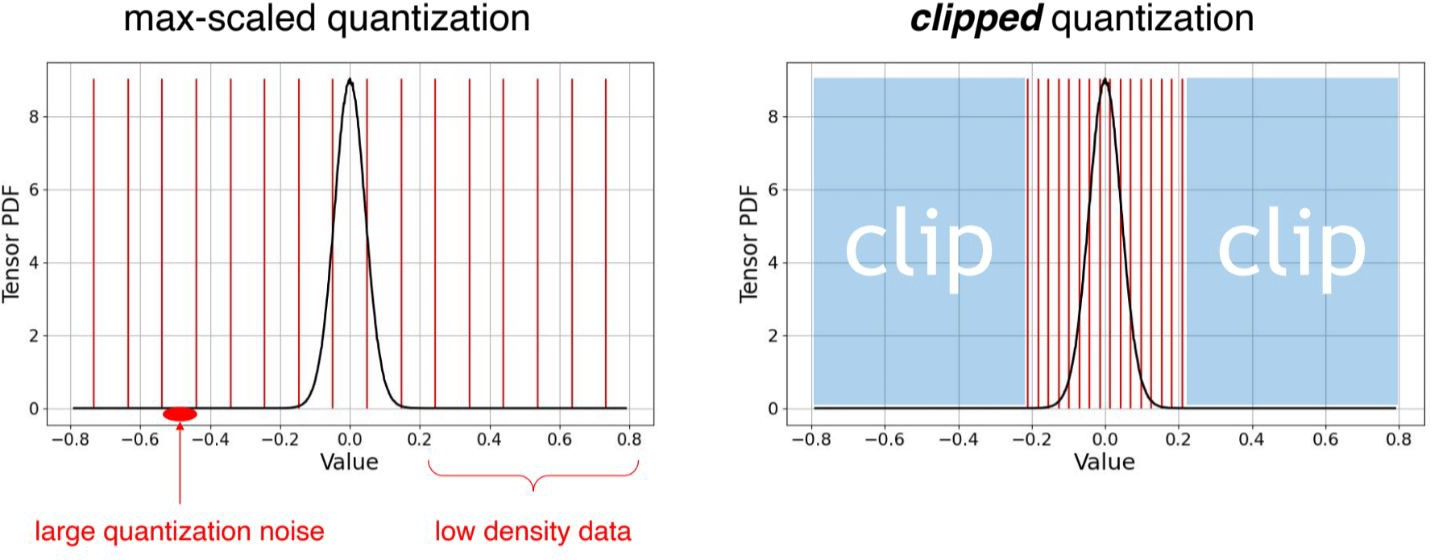 max-scaled quantization
clipped quantization
Tensor PDF
8
6
4
2
0
−0.8 −0.6 −0.4 −0.2 0.0 0.2 0.4 0.6 0.8
Value
large quantization noise
low density data
Tensor PDF
8
6
4
2
0
clip
clip
−0.8 −0.6 −0.4 −0.2 0.0 0.2 0.4 0.6 0.8
Value